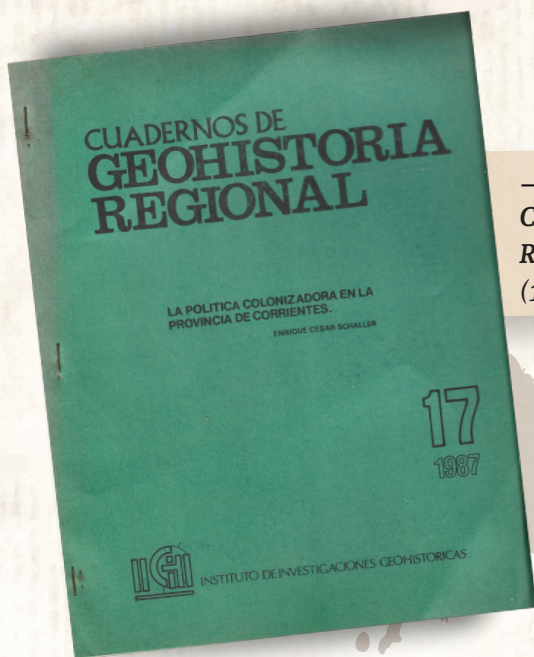 CUADERNOS DE
GEOHISTORIA
REGIONAL
LA POLITICA COLONIZADORA EN LA
PROVINCIA DE CORRIENTES.
ENRIQUE CESAR SCHALLER
17
1987
IIGHI INSTITUTO DE INVESTIGACIONES GEOHISTORICAS.